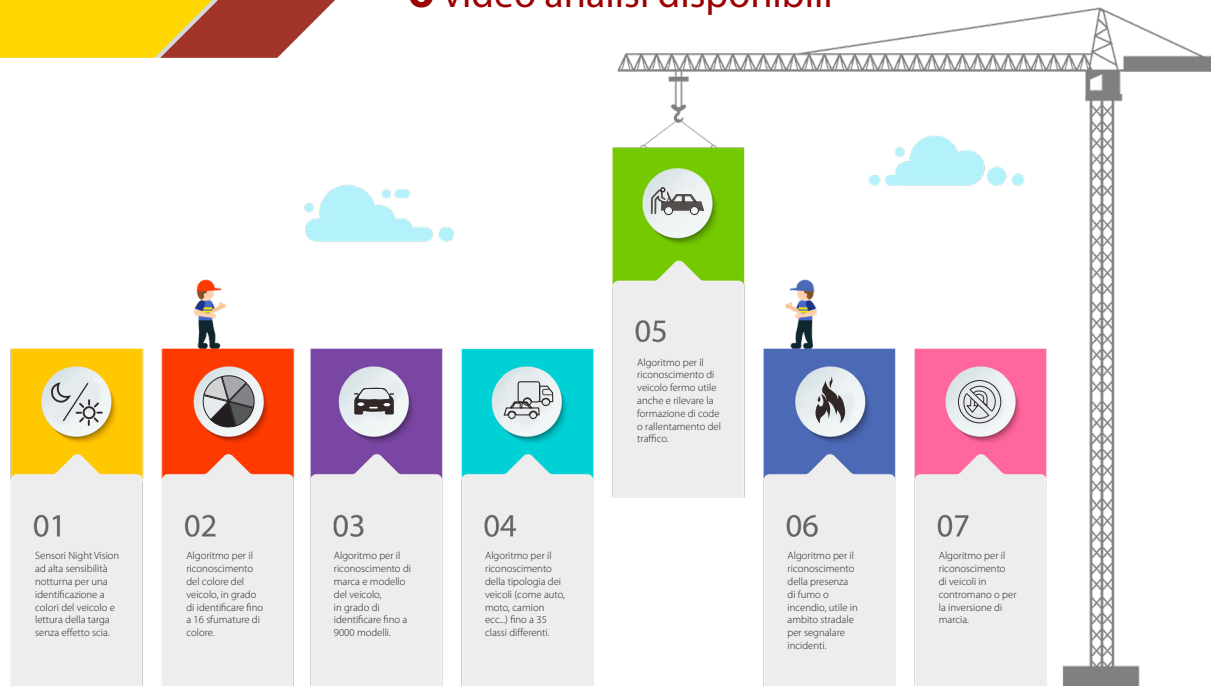 6 video analisi disponibili
01
Sensori Night Vision
ad alta sensibilità
notturna per una
identificazione a
colori del veicolo e
lettura della targa
senza effetto scia.
02
Algoritmo per il
riconoscimento
del colore del
veicolo, in grado
di identificare fino
a 16 sfumature di
colore.
03
Algoritmo per il
riconoscimento di
marca e modello
del veicolo,
in grado di
identificare fino a
9000 modelli.
04
Algoritmo per il
riconoscimento
della tipologia dei
veicoli (come auto,
moto, camion
ecc...) fino a 35
classi differenti.
05
Algoritmo per il
riconoscimento di
veicolo fermo utile
anche e rilevare la
formazione di code
o rallentamento del
traffico.
06
Algoritmo per il
riconoscimento
della presenza
di fumo o
incendio, utile in
ambito stradale
per segnalare
incidenti.
07
Algoritmo per il
riconoscimento
di veicoli in
contromano o per
la inversione di
marcia.